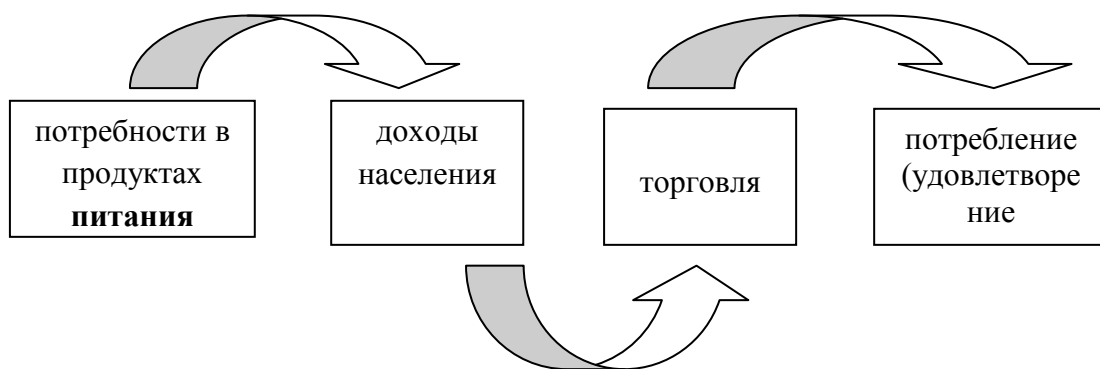 потребности в
продуктах
питания
доходы
населения
торговля
потребление
(удовлетворе
ние